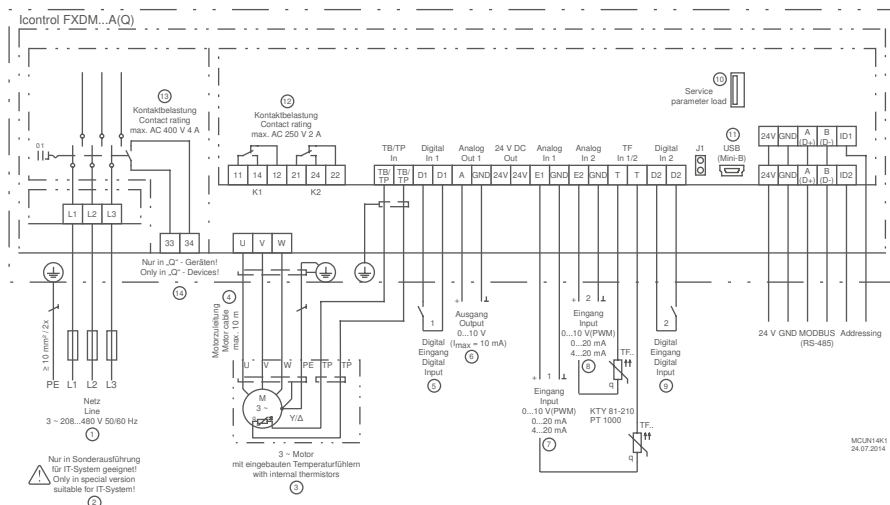 Icontrol FXDM...A(Q)
13
Kontaktbelastung
Contact rating
max. AC 400 V 4 A
12
Kontaktbelastung
Contact rating
max. AC 250 V 2 A
10
Service
parameter load
0 1
11 14 12 21 24 22
K1 K2
TB/TP
In
Digital
In 1
Analog
Out 1
24 V DC
Out
Analog
In 1
Analog
In 2
TF
In 1/2
Digital
In 2
J1
11
USB
(Mini-B)
TB/
TP
TB/
TP
D1 D1 A GND 24V 24V E1 GND E2 GND T T D2 D2
24V GND A
(D+)
B
(D-)
ID1
24V GND A
(D+)
B
(D-)
ID2
L1 L2 L3
33 34
U V W
Nur in „Q“ - Geräten!
Only in „Q“ - Devices!
14
≥ 10 mm² / 2x
PE L1 L2 L3
Netz
Line
3 ~ 208...480 V 50/60 Hz
1
Nur in Sonderausführung
für IT-System geeignet!
Only in special version
suitable for IT-System!
2
4
Motorzuleitung
Motor cable
max. 10 m
U V W PE TP TP
M
3 ~
Y/Δ
3 ~ Motor
mit eingebauten Temperaturfühlern
with internal thermistors
3
1
Digital
Eingang
Digital
Input
5
+
Ausgang
Output
0...10 V
(Imax = 10 mA)
6
+ 1
Eingang
Input
0...10 V(PWM)
0...20 mA
4...20 mA
7
+ 2
Eingang
Input
0...10 V(PWM)
0...20 mA
4...20 mA
8
TF..
q
KTY 81-210
PT 1000
TF..
q
2
Digital
Eingang
Digital
Input
9
24 V GND MODBUS
(RS-485)
Addressing
MCUN14K1
24.07.2014